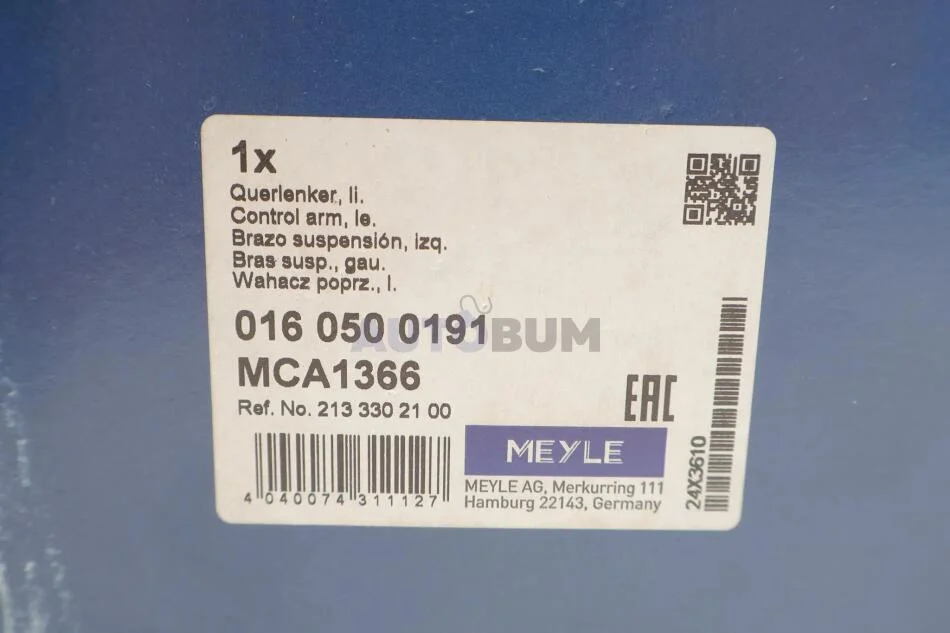 1x
Querlenker, li.
Control arm, le.
Brazo suspensión, izq.
Bras susp., gau.
Wahacz poprz., l.
016 050 0191
AUTOBUM
MCA1366
Ref. No. 213 330 21 00
EAC
MEYLE
4 040074 311127
MEYLE AG, Merkurring 111
Hamburg 22143, Germany
24X3610